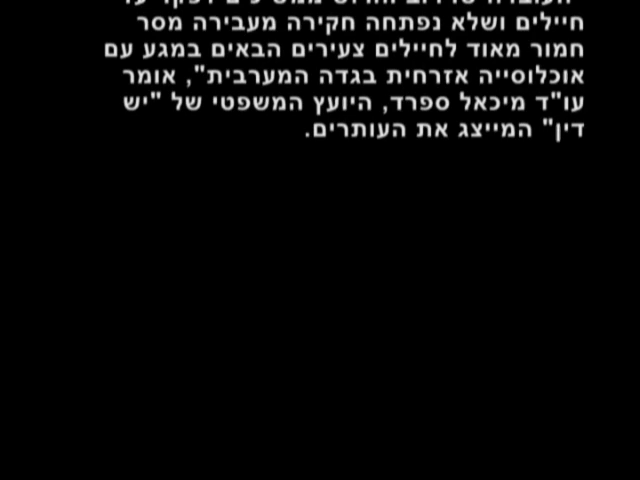 חיילים ושלא נפתחה חקירה מעבירה מסר
חמור מאוד לחיילים צעירים הבאים במגע עם
אוכלוסייה אזרחית בגדה המערבית", אומר
עו"ד מיכאל ספרד, היועץ המשפטי של "יש
דין" המייצג את העותרים.